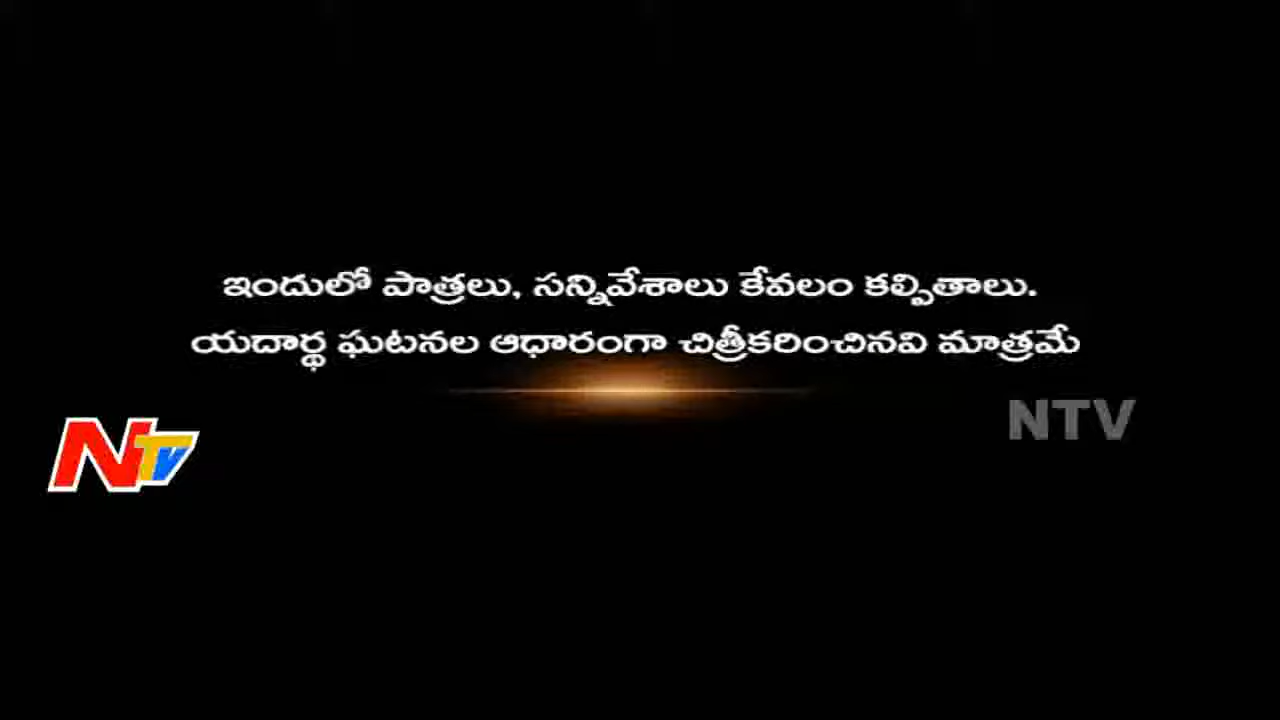 ఇందులో పాత్రలు, సన్నివేశాలు కేవలం కల్పితాలు.
యదార్థ ఘటనల ఆధారంగా చిత్రీకరించినవి మాత్రమే
NTV
NTV